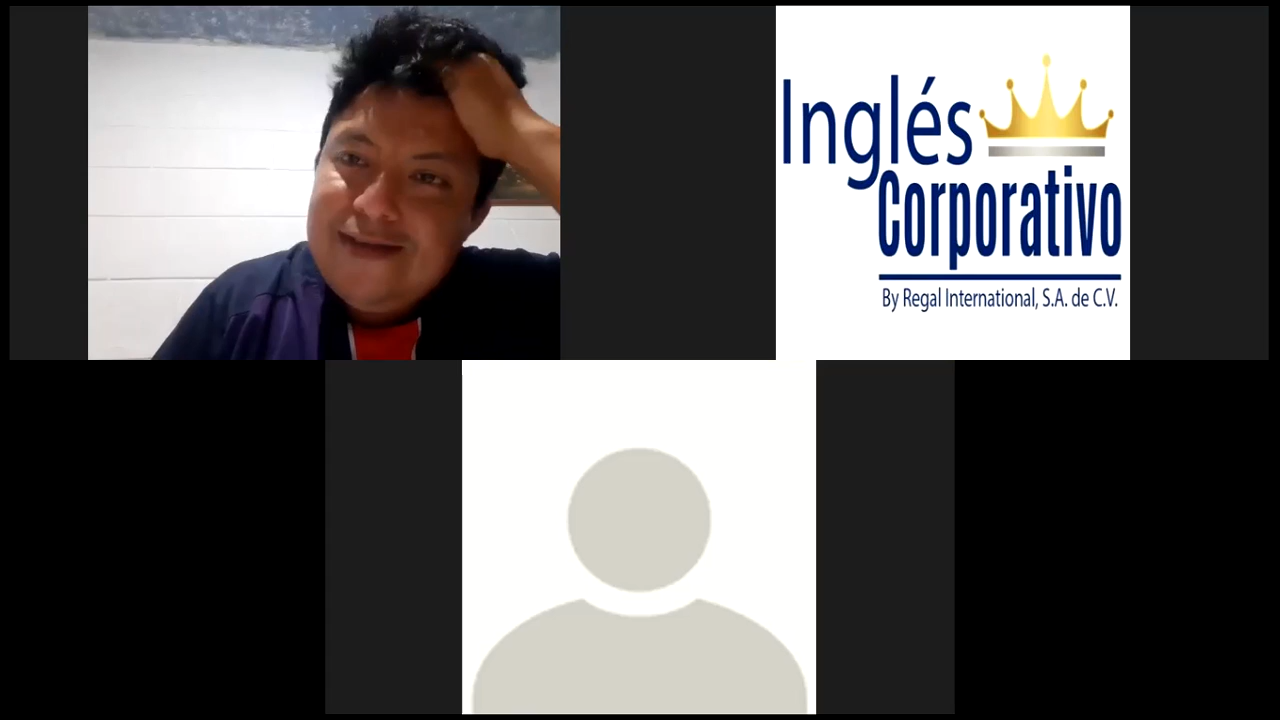 Inglés
Corporativo
By Regal International, S.A. de C.V.